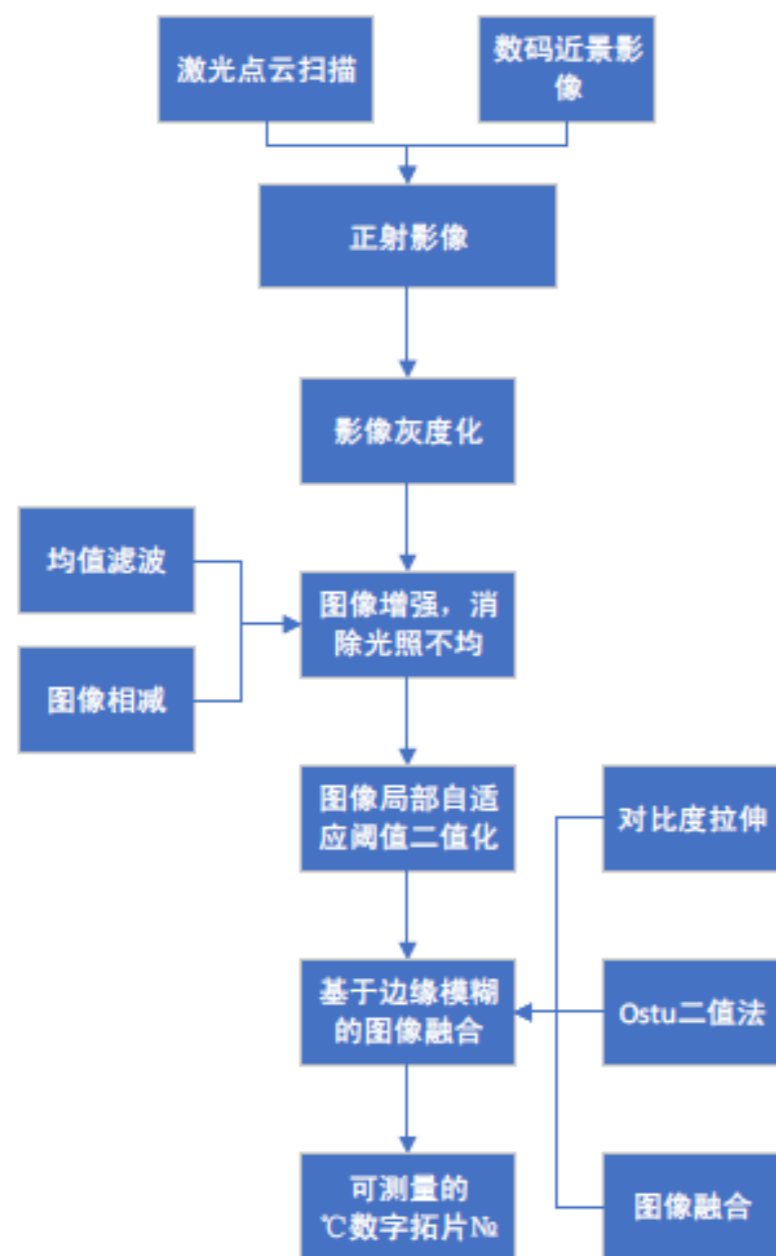 激光点云扫描
数码近景影
像
正射影像
影像灰度化
均值滤波
图像增强，消
除光照不均
图像相减
图像局部自适
应阈值二值化
对比度拉伸
基于边缘模糊
的图像融合
Ostu二值法
可测量的
℃数字拓片№
图像融合